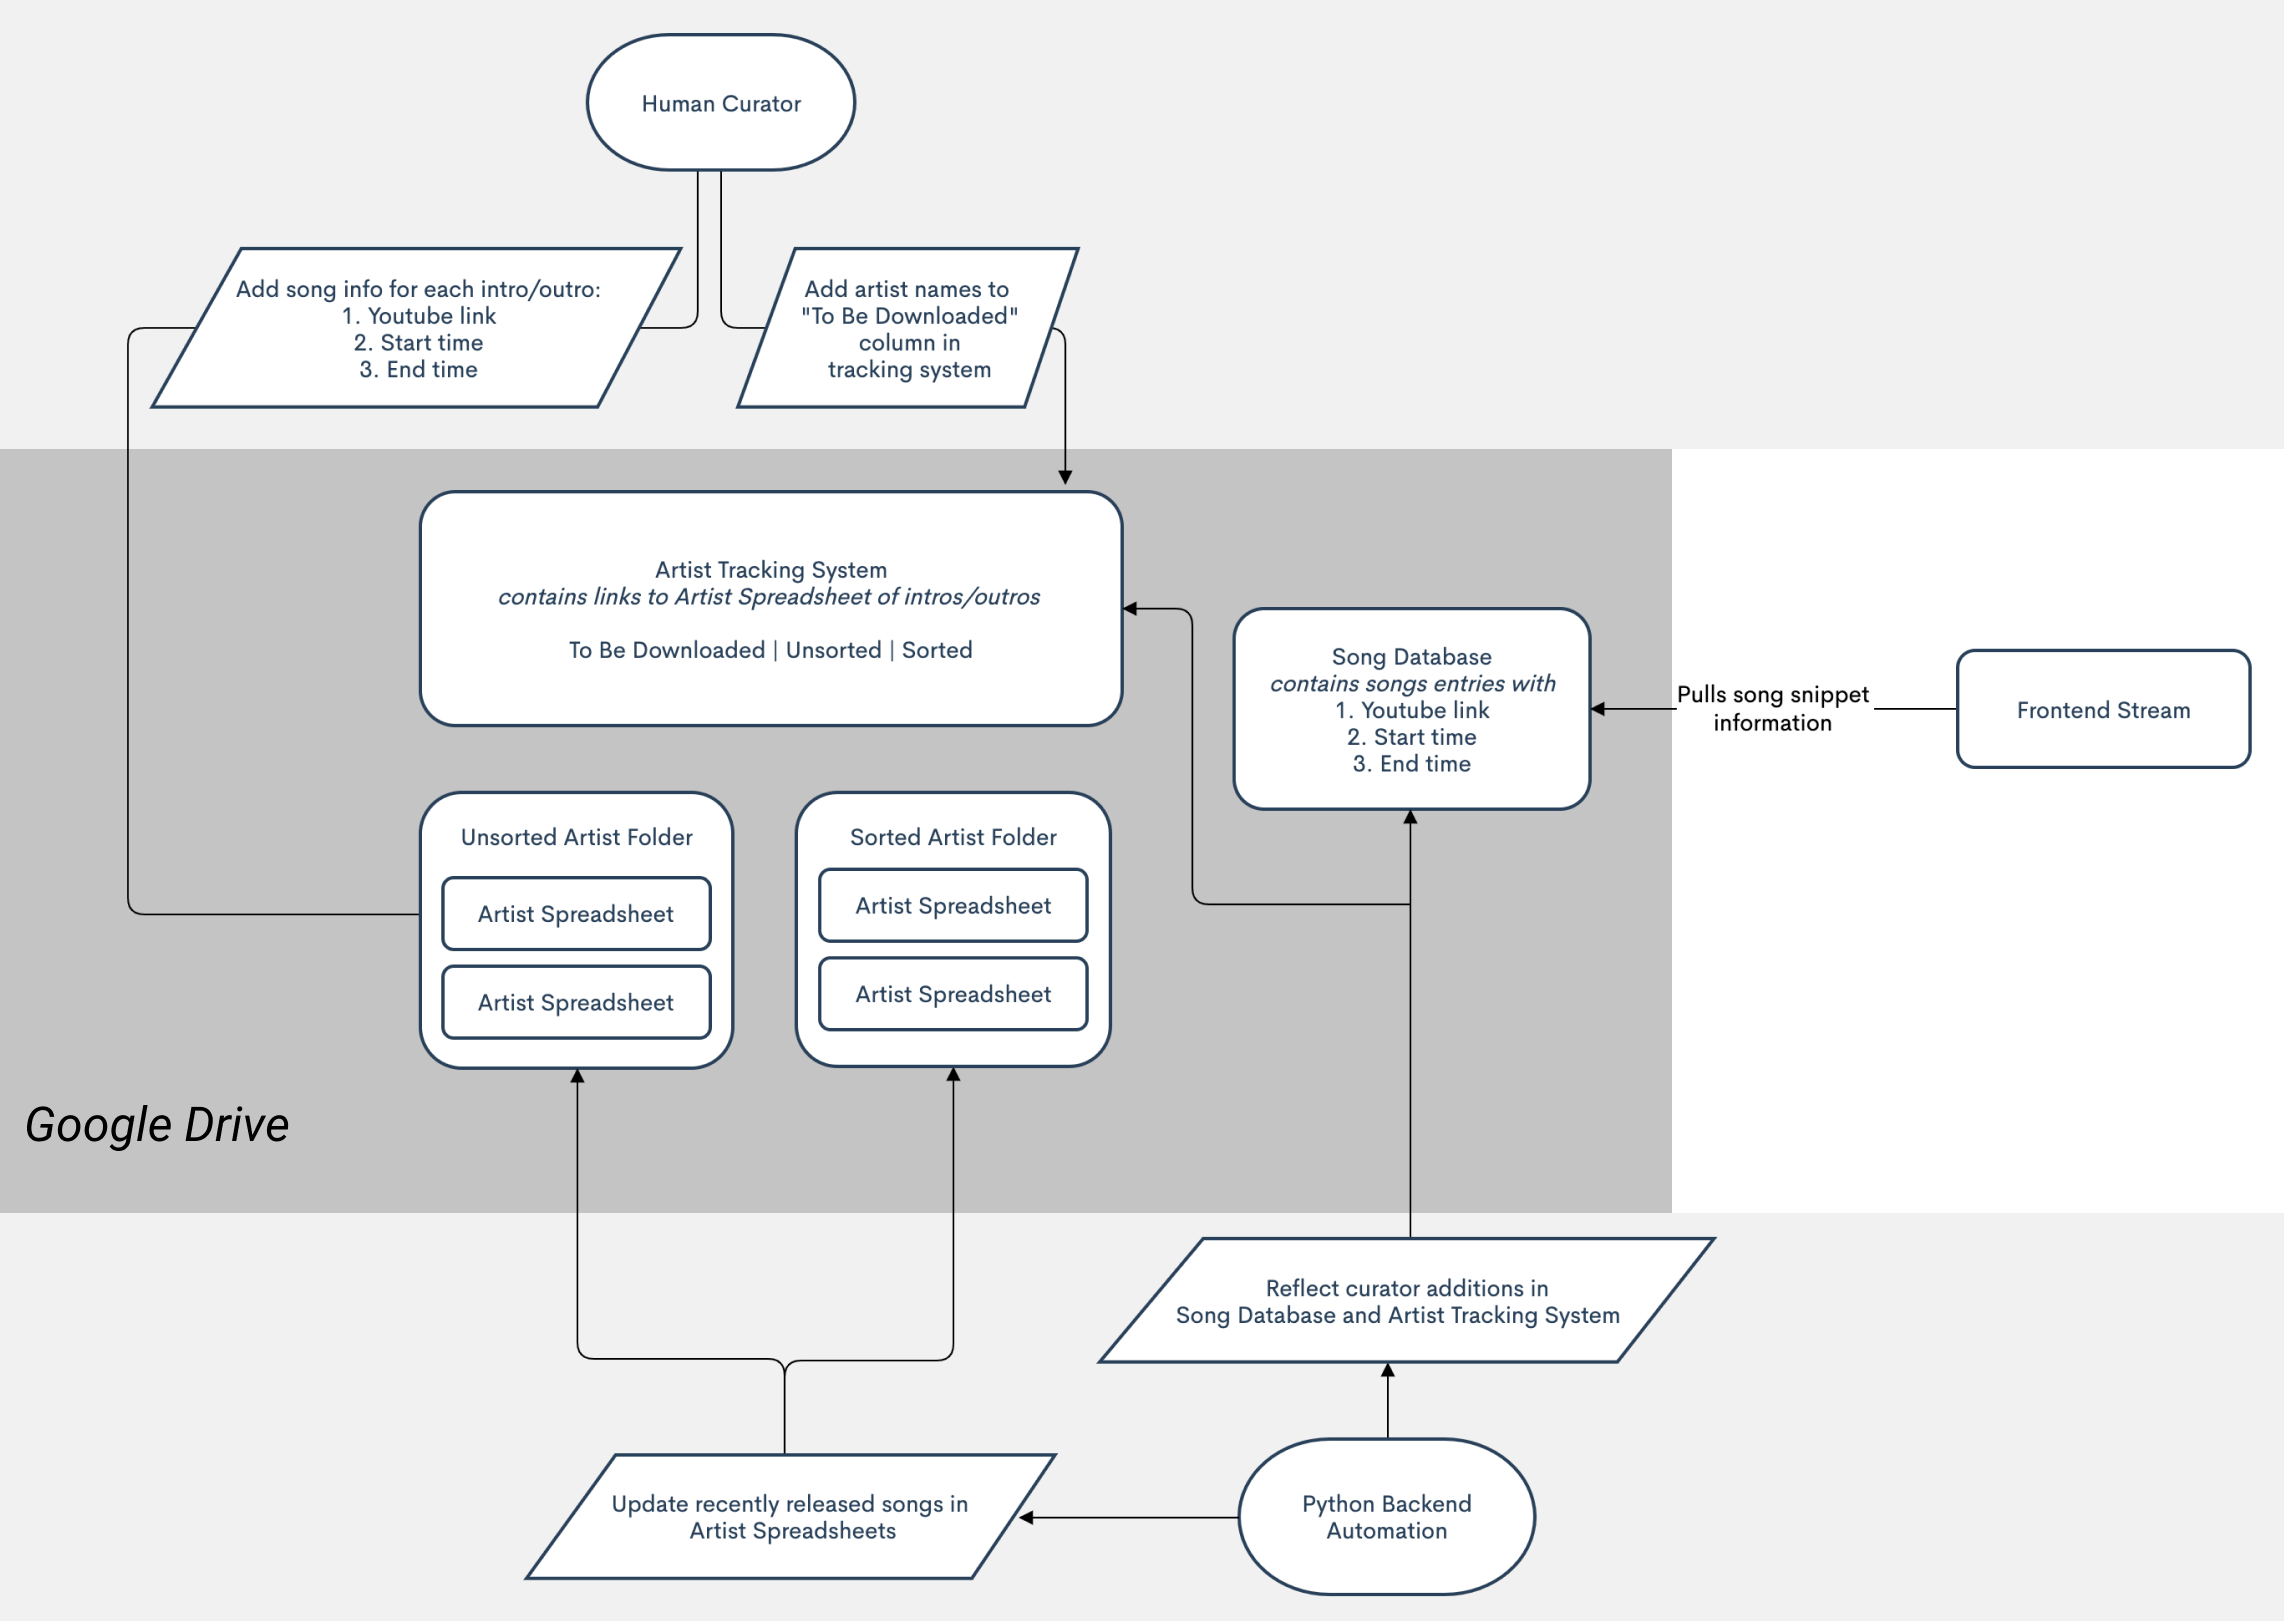 Human Curator
Add song info for each intro/outro:
1. Youtube link
2. Start time
3. End time
Add artist names to
"To Be Downloaded"
column in
tracking system
Artist Tracking System
contains links to Artist Spreadsheet of intros/outros
To Be Downloaded | Unsorted | Sorted
Song Database
contains songs entries with
1. Youtube link
2. Start time
3. End time
Pulls song snippet
information
Frontend Stream
Unsorted Artist Folder
Artist Spreadsheet
Artist Spreadsheet
Sorted Artist Folder
Artist Spreadsheet
Artist Spreadsheet
Google Drive
Reflect curator additions in
Song Database and Artist Tracking System
Update recently released songs in
Artist Spreadsheets
Python Backend
Automation